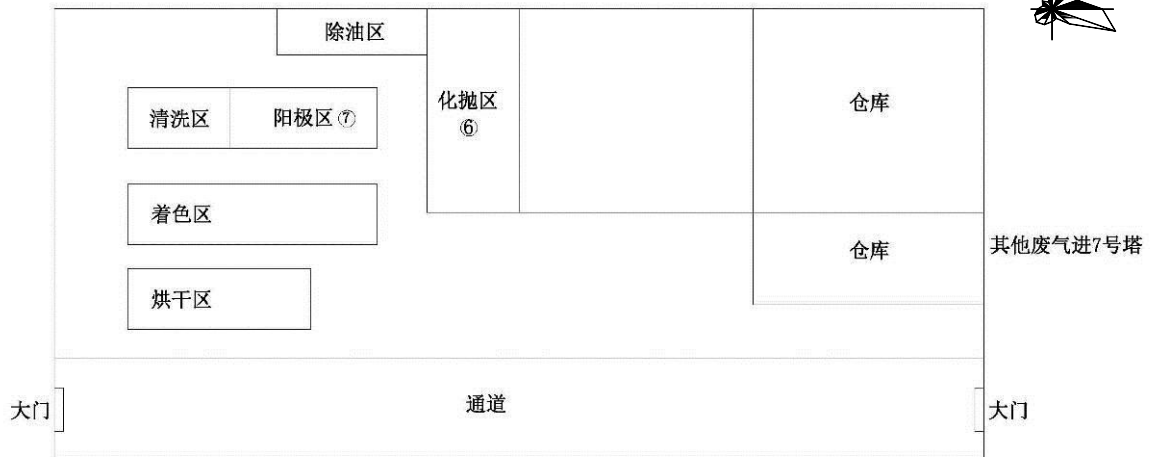 除油区
清洗区
阳极区⑦
化抛区
⑥
仓库
着色区
仓库
其他废气进7号塔
烘干区
大门
通道
大门